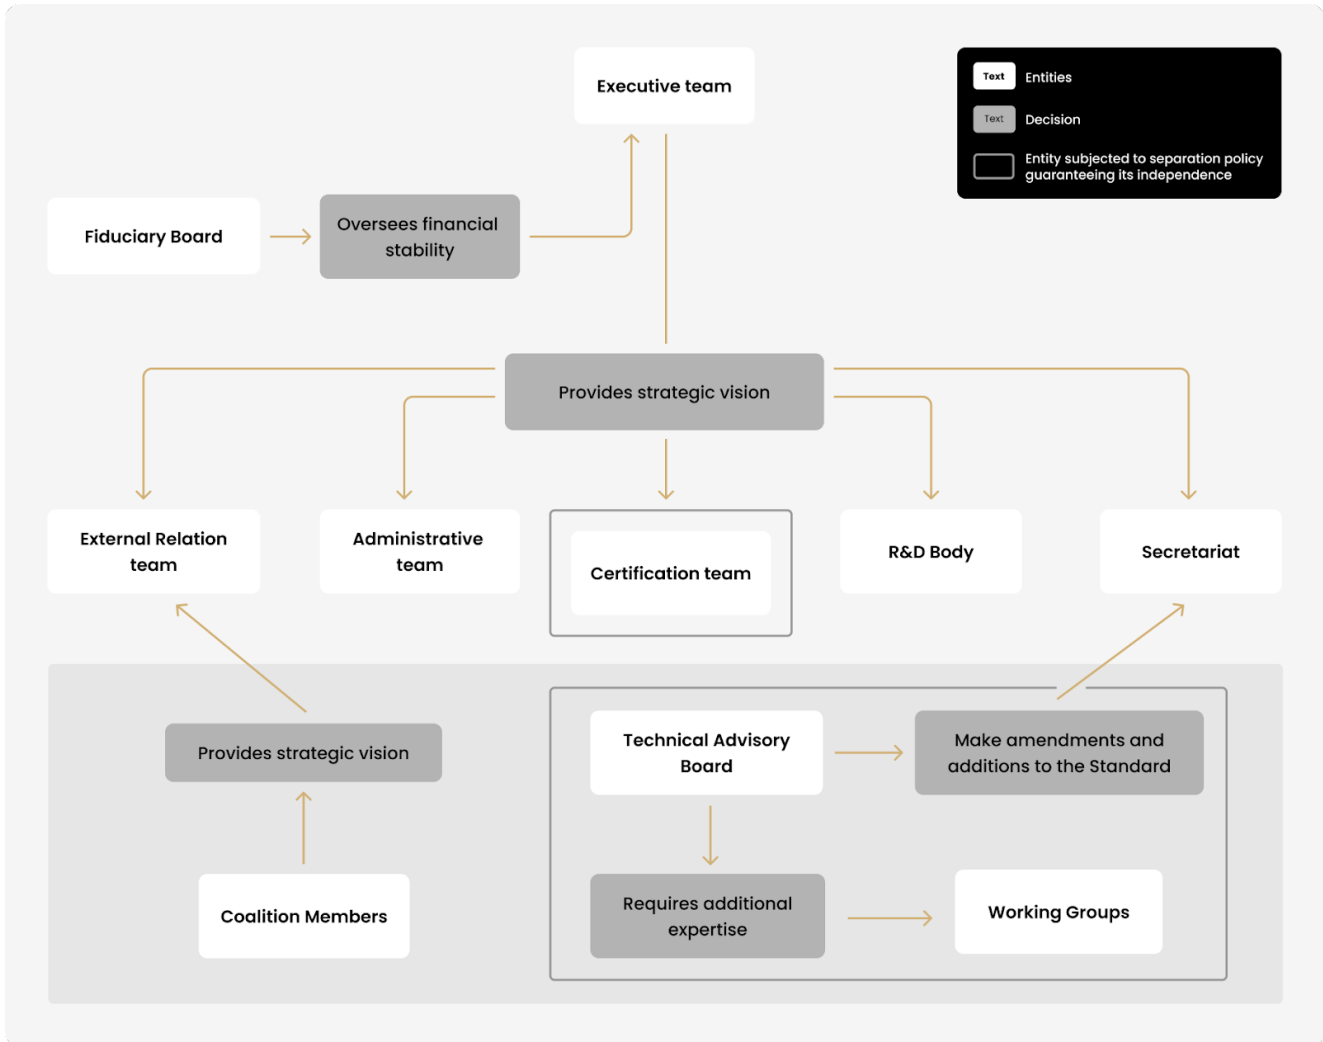 Executive team
Text
Entities
Text
Decision
Entity subjected to separation policy
guaranteeing its independence
Fiduciary Board
Oversees financial
stability
Provides strategic vision
External Relation
team
Administrative
team
Certification team
R&D Body
Secretariat
Provides strategic vision
Technical Advisory
Board
Make amendments and
additions to the Standard
Coalition Members
Requires additional
expertise
Working Groups